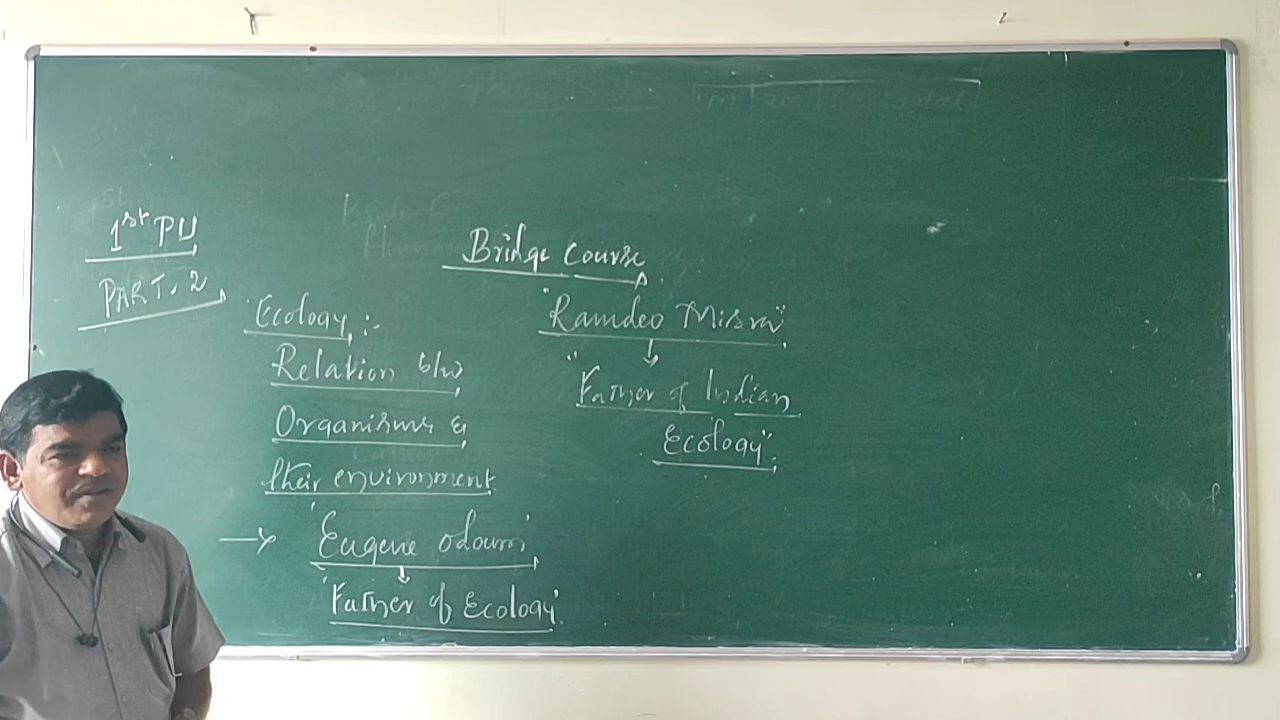 1st PU
PART. 2
Bridge Course
Ecology :-
Relation b/w
Organisms &
their environment
→ 'Eugene Odum'
↓
'Father of Ecology'
"Ramdeo Misra"
↓
"Father of Indian
Ecology".